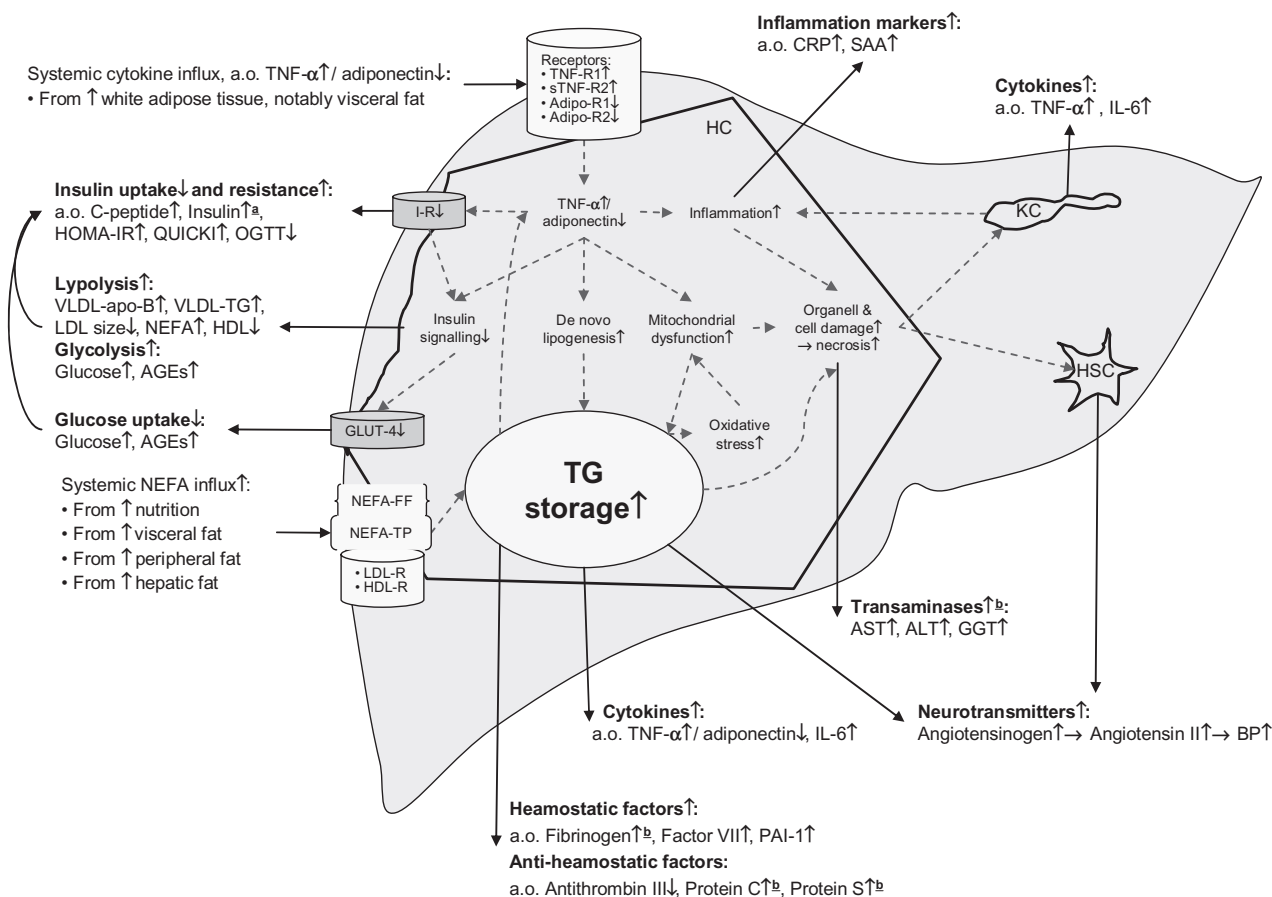 Inflammation markers↑:
a.o. CRP↑, SAA↑
Systemic cytokine influx, a.o. TNF-α↑/ adiponectin↓:
• From ↑ white adipose tissue, notably visceral fat
Receptors:
• TNF-R1↑
• sTNF-R2↑
• Adipo-R1↓
• Adipo-R2↓
Cytokines↑:
a.o. TNF-α↑ , IL-6↑
HC
Insulin uptake↓ and resistance↑:
a.o. C-peptide↑, Insulin↑a,
HOMA-IR↑, QUICKI↑, OGTT↓
I-R↓
TNF-α↑/
adiponectin↓
Inflammation↑
KC
Lypolysis↑:
VLDL-apo-B↑, VLDL-TG↑,
LDL size↓, NEFA↑, HDL↓
Glycolysis↑:
Glucose↑, AGEs↑
Insulin
signalling↓
De novo
lipogenesis↑
Mitochondrial
dysfunction↑
Organell &
cell damage↑
→ necrosis↑
HSC
Glucose uptake↓:
Glucose↑, AGEs↑
GLUT-4↓
Oxidative
stress↑
TG
storage↑
Systemic NEFA influx↑:
• From ↑ nutrition
• From ↑ visceral fat
• From ↑ peripheral fat
• From ↑ hepatic fat
NEFA-FF
NEFA-TP
• LDL-R
• HDL-R
Transaminases↑b:
AST↑, ALT↑, GGT↑
Cytokines↑:
a.o. TNF-α↑/ adiponectin↓, IL-6↑
Neurotransmitters↑:
Angiotensinogen↑→ Angiotensin II↑→ BP↑
Heamostatic factors↑:
a.o. Fibrinogen↑b, Factor VII↑, PAI-1↑
Anti-heamostatic factors:
a.o. Antithrombin III↓, Protein C↑b, Protein S↑b